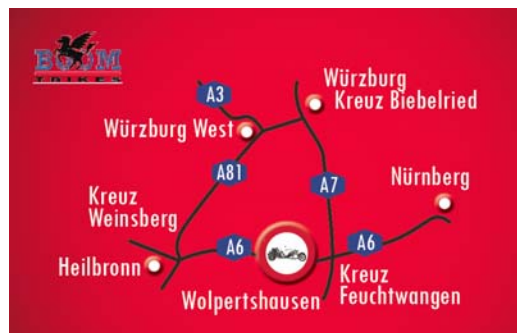 BOOM
TRIKES
Würzburg
Kreuz Biebelried
A3
Würzburg West
A81
A7
Nürnberg
Kreuz
Weinsberg
A6
A6
Heilbronn
Kreuz
Feuchtwangen
Wolpertshausen